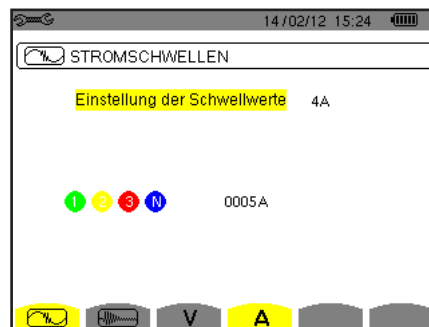 14/02/12 15:24
STROMSCHWELLEN
Einstellung der Schwellwerte 4A
1 2 3 N 0005A
V A